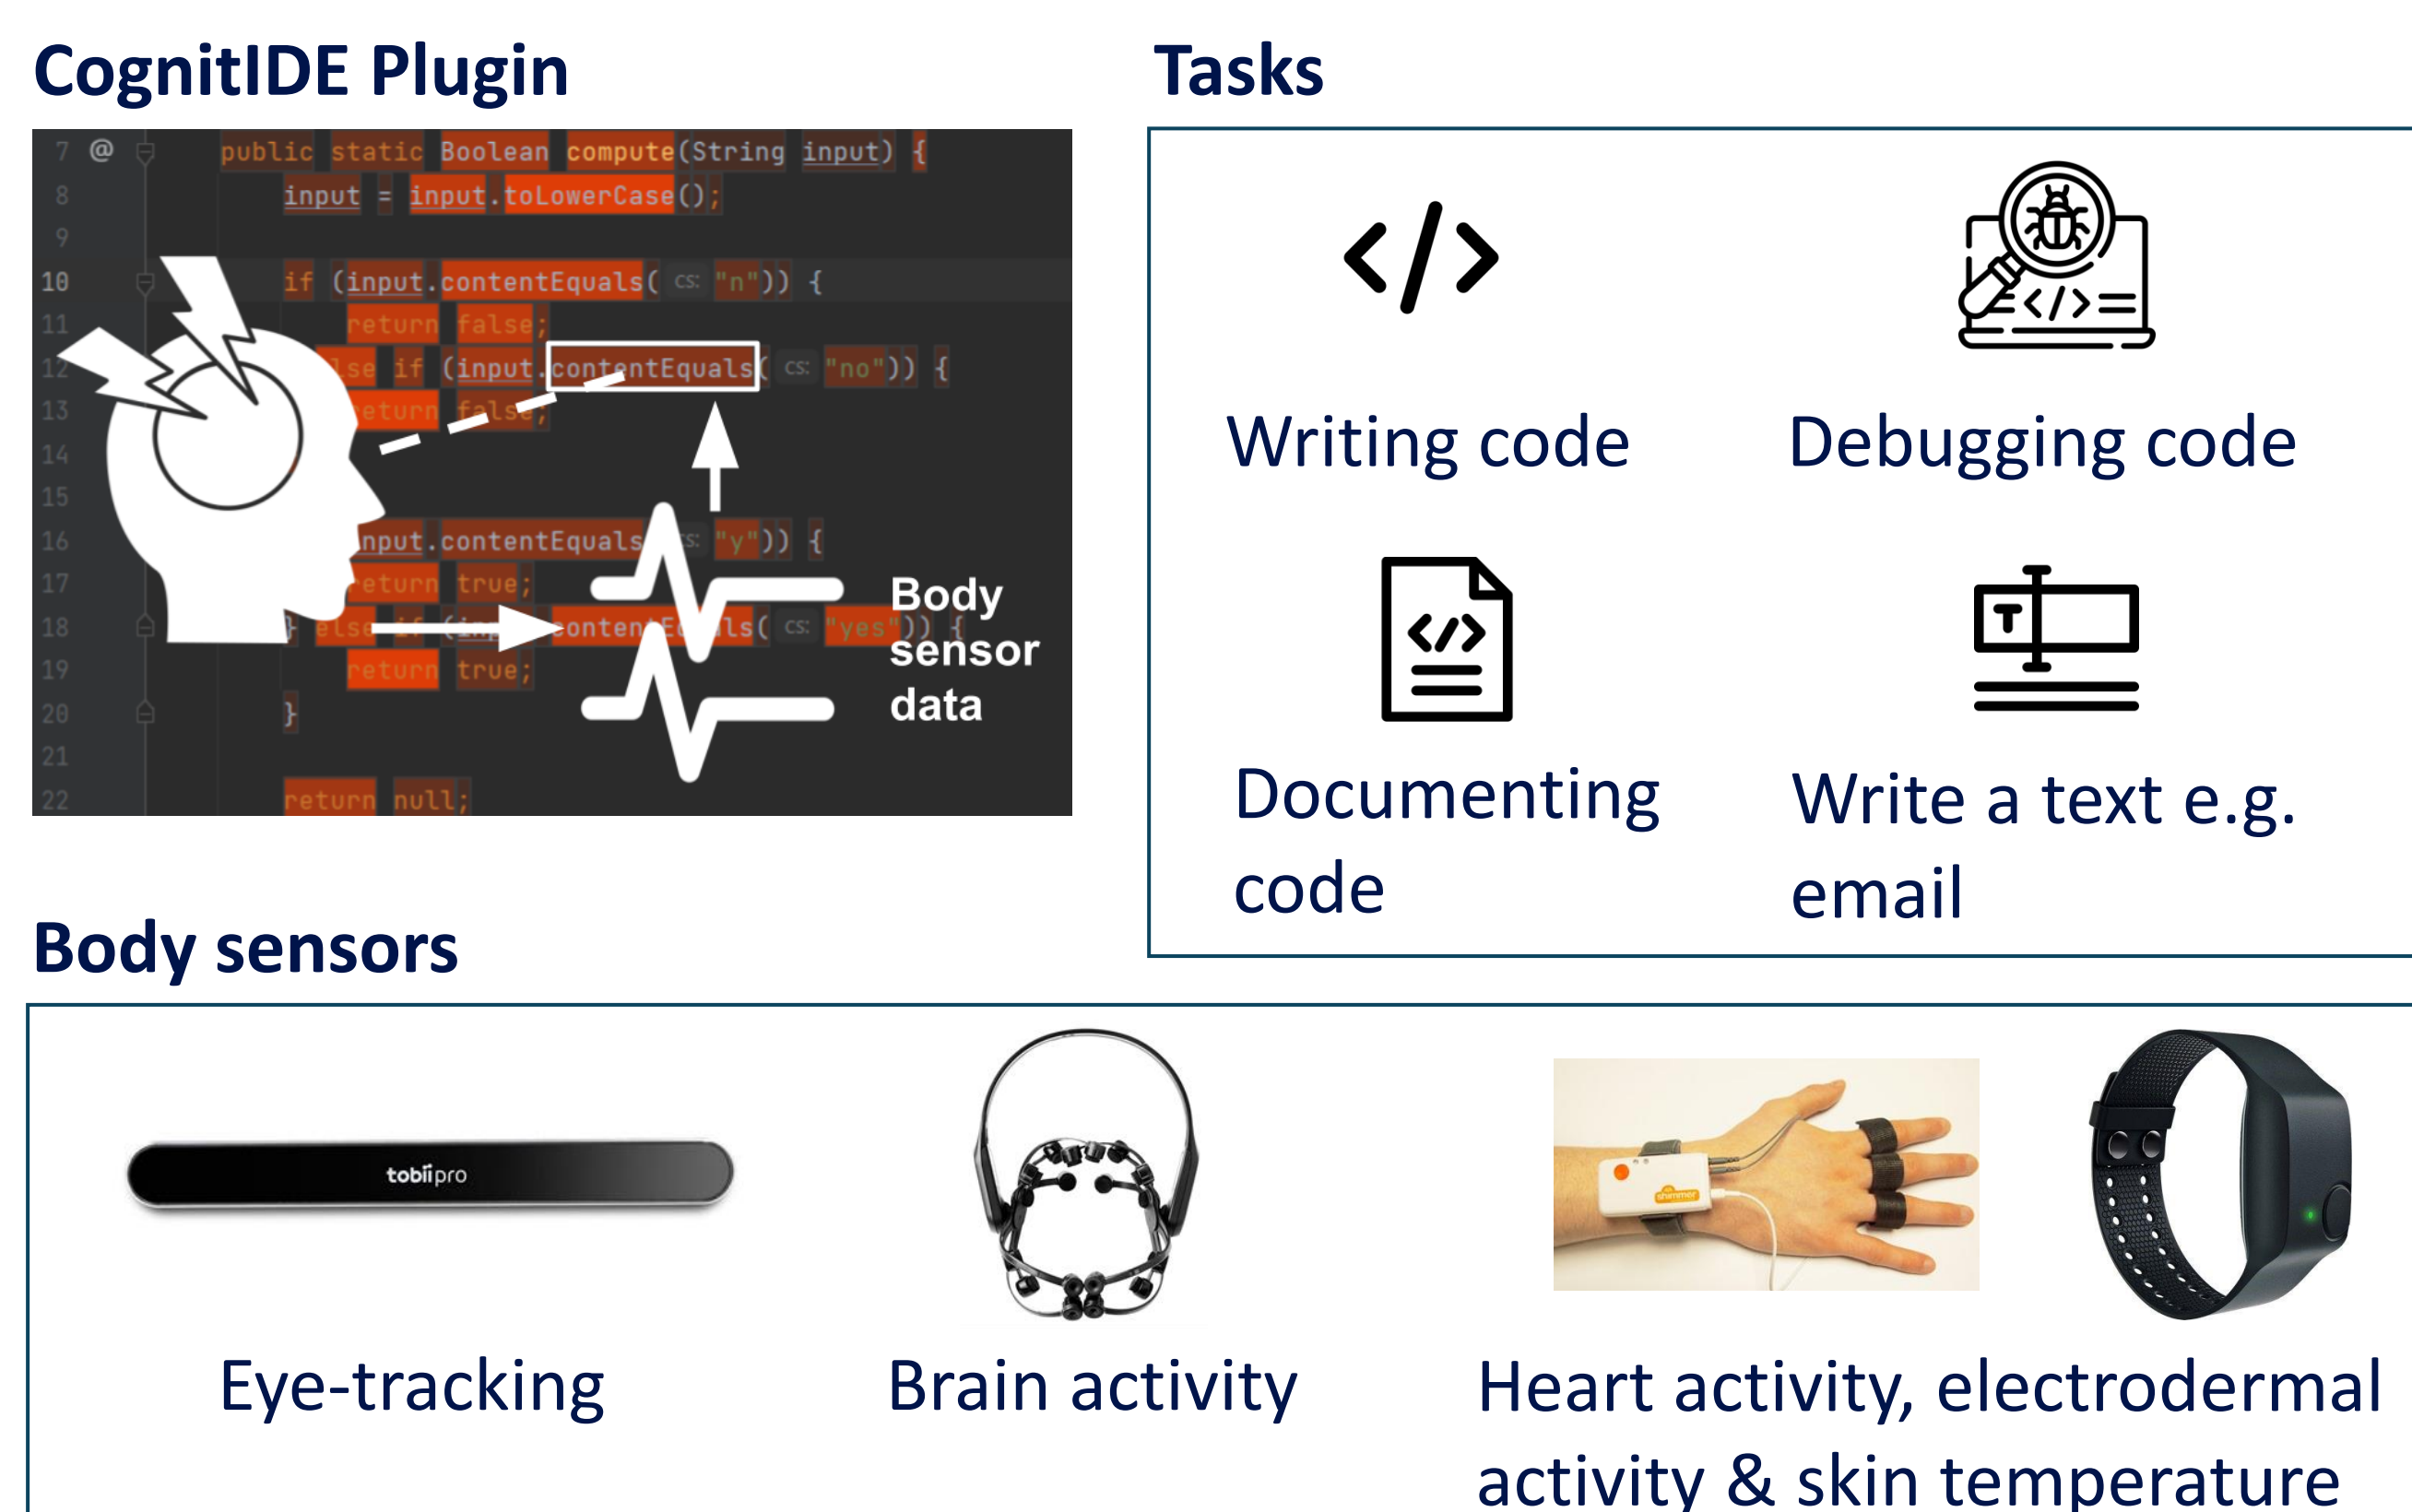 CognitIDE Plugin
7 @ public static Boolean compute(String input) {
8 input = input.toLowerCase();
9
10 if (input.contentEquals( cs: "n")) {
11 return false;
12 lse if (input.contentEquals( cs: "no")) {
13 return false;
14
15
16 nput.contentEquals s: "y")) {
17 return true;
18 } else if (input.contentEquals( cs: "yes")) {
19 return true;
20 }
21
22 return null;
Body
sensor
data
Tasks
</>
Writing code
</>
Debugging code
</>
Documenting
code
T
Write a text e.g.
email
Body sensors
tobiipro
Eye-tracking
Brain activity
shimmer
Heart activity, electrodermal
activity & skin temperature